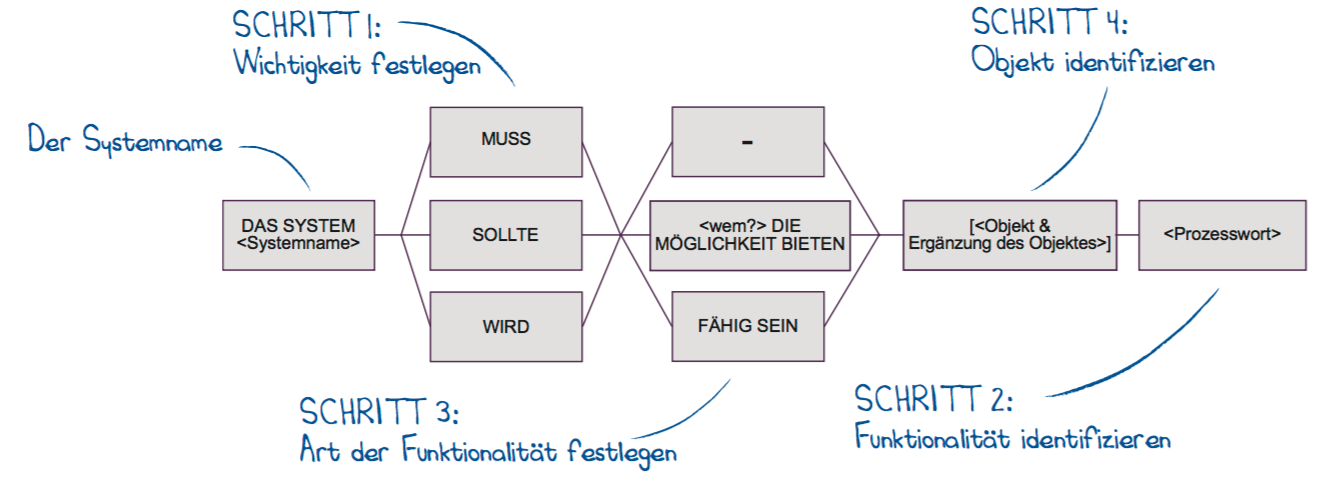 SCHRITT 1:
Wichtigkeit festlegen
SCHRITT 4:
Objekt identifizieren
Der Systemname
MUSS
-
DAS SYSTEM
<Systemname>
SOLLTE
<wem?> DIE
MÖGLICHKEIT BIETEN
[<Objekt &
Ergänzung des Objektes>]
<Prozesswort>
WIRD
FÄHIG SEIN
SCHRITT 3:
Art der Funktionalität festlegen
SCHRITT 2:
Funktionalität identifizieren